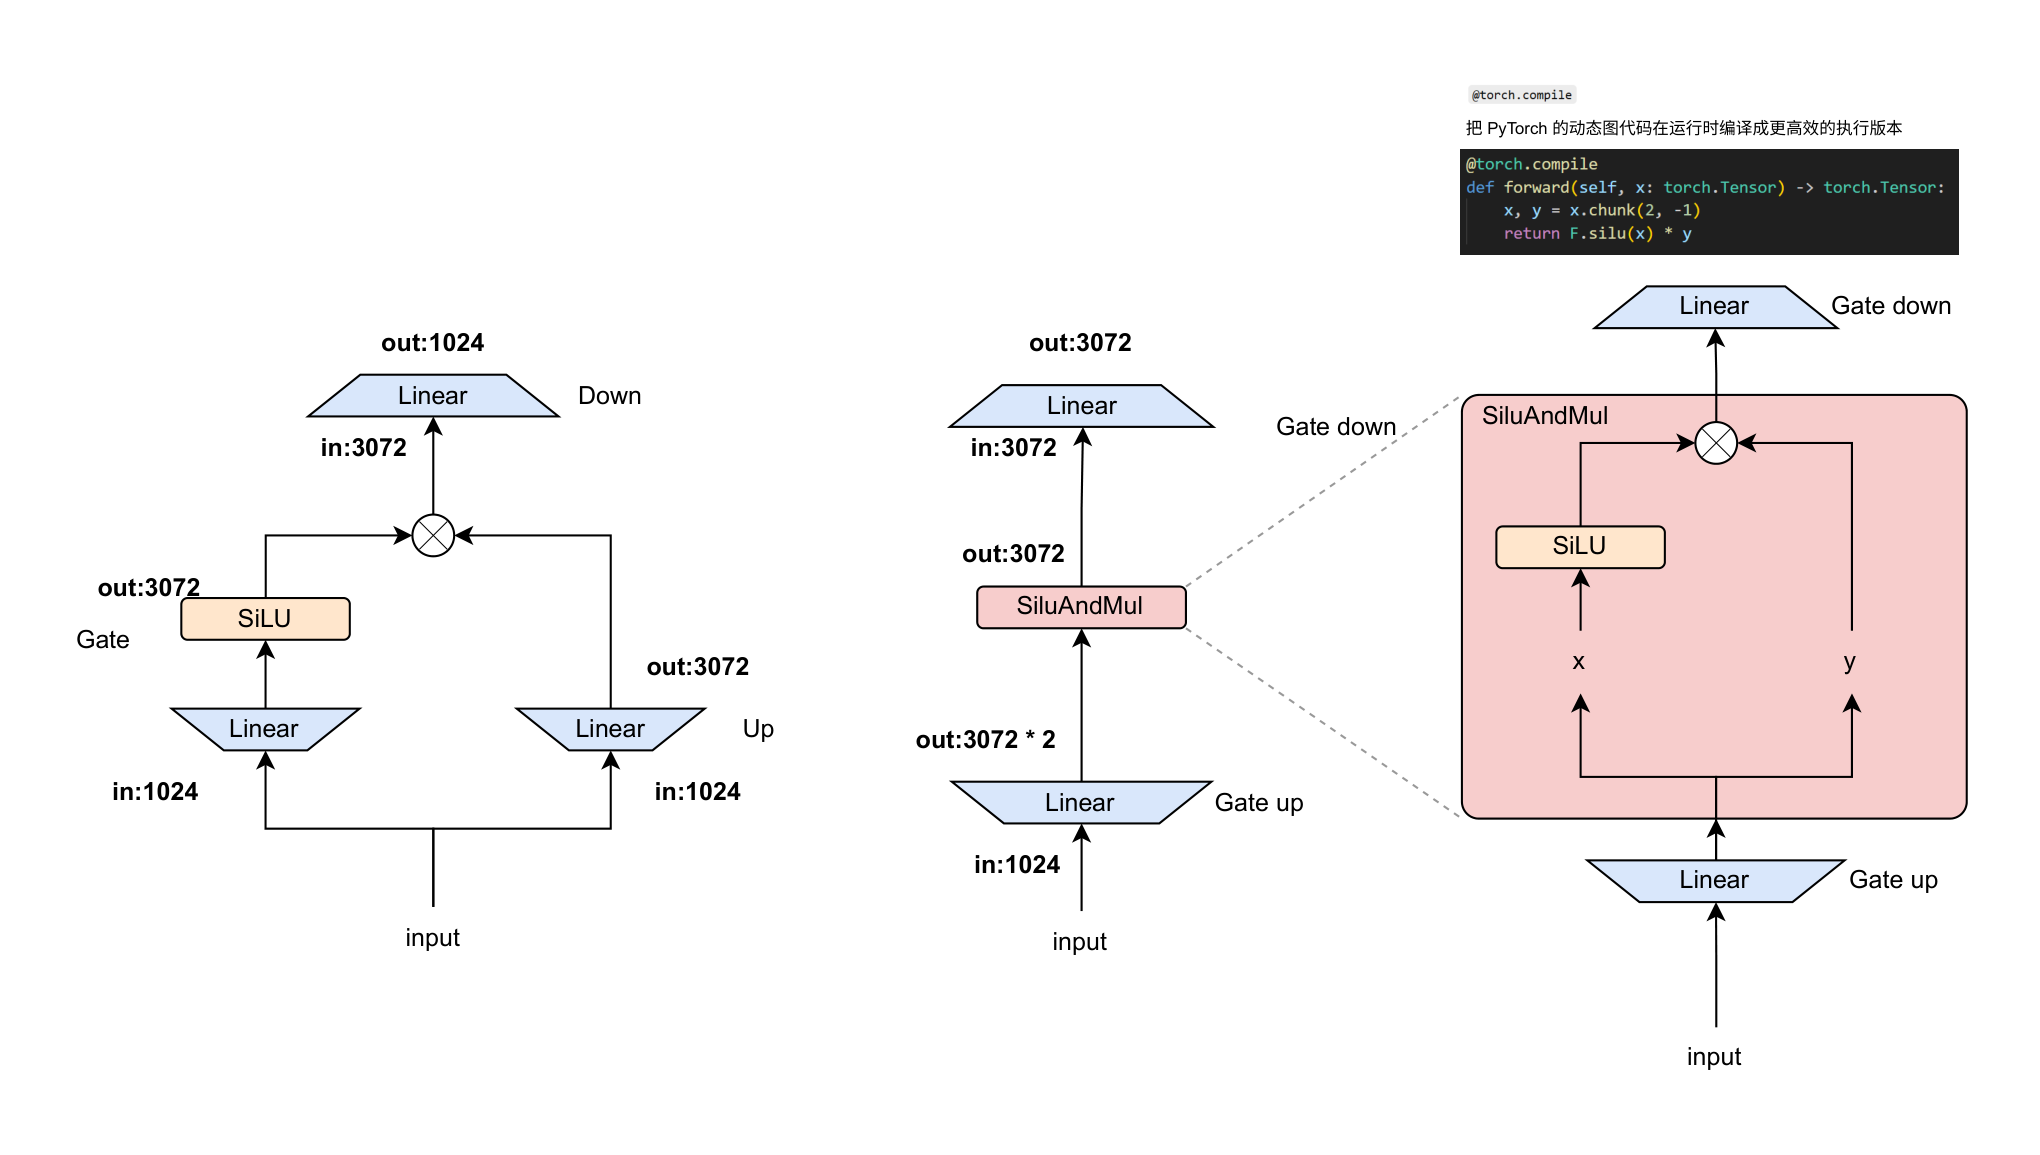 @torch.compile
把 PyTorch 的动态图代码在运行时编译成更高效的执行版本
@torch.compile
def forward(self, x: torch.Tensor) -> torch.Tensor:
    x, y = x.chunk(2, -1)
    return F.silu(x) * y
out:1024
Linear
Down
in:3072
out:3072
SiLU
Gate
out:3072
Linear
Linear
Up
in:1024
in:1024
input
out:3072
Linear
Gate down
in:3072
out:3072
SiluAndMul
out:3072 * 2
Linear
Gate up
in:1024
input
Linear
Gate down
SiluAndMul
SiLU
x
y
Linear
Gate up
input